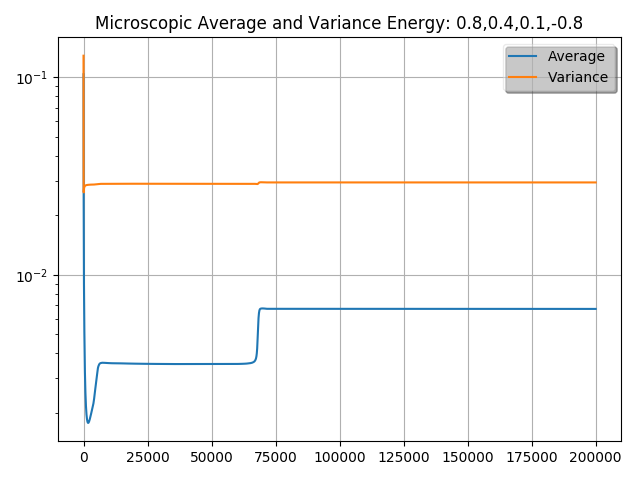 Microscopic Average and Variance Energy: 0.8,0.4,0.1,-0.8
Average
Variance
10⁻¹
10⁻²
0 25000 50000 75000 100000 125000 150000 175000 200000